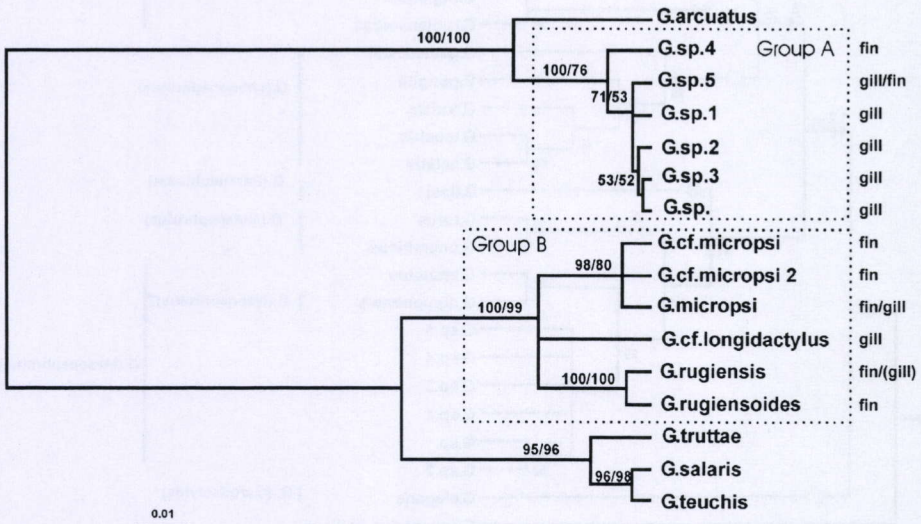 G.arcuatus
100/100
G.sp.4 Group A fin
100/76
G.sp.5 gill/fin
71/53
G.sp.1 gill
G.sp.2 gill
G.sp.3 gill
53/52
G.sp. gill
Group B G.cf.micropsi fin
98/80
G.cf.micropsi 2 fin
G.micropsi fin/gill
100/99
G.cf.longidactylus gill
G.rugiensis fin/(gill)
100/100
G.rugiensoides fin
G.truttae
95/96
G.salaris
96/98
G.teuchis
0.01